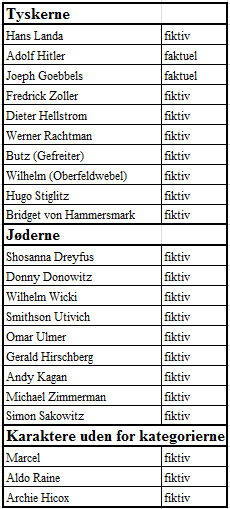 Tyskerne
Hans Landa fiktiv
Adolf Hitler faktuel
Joeph Goebbels faktuel
Fredrick Zoller fiktiv
Dieter Hellstrom fiktiv
Werner Rachtman fiktiv
Butz (Gefreiter) fiktiv
Wilhelm (Oberfeldwebel) fiktiv
Hugo Stiglitz fiktiv
Bridget von Hammersmark fiktiv
Jøderne
Shosanna Dreyfus fiktiv
Donny Donowitz fiktiv
Wilhelm Wicki fiktiv
Smithson Utivich fiktiv
Omar Ulmer fiktiv
Gerald Hirschberg fiktiv
Andy Kagan fiktiv
Michael Zimmerman fiktiv
Simon Sakowitz fiktiv
Karaktere uden for kategorierne
Marcel fiktiv
Aldo Raine fiktiv
Archie Hicox fiktiv